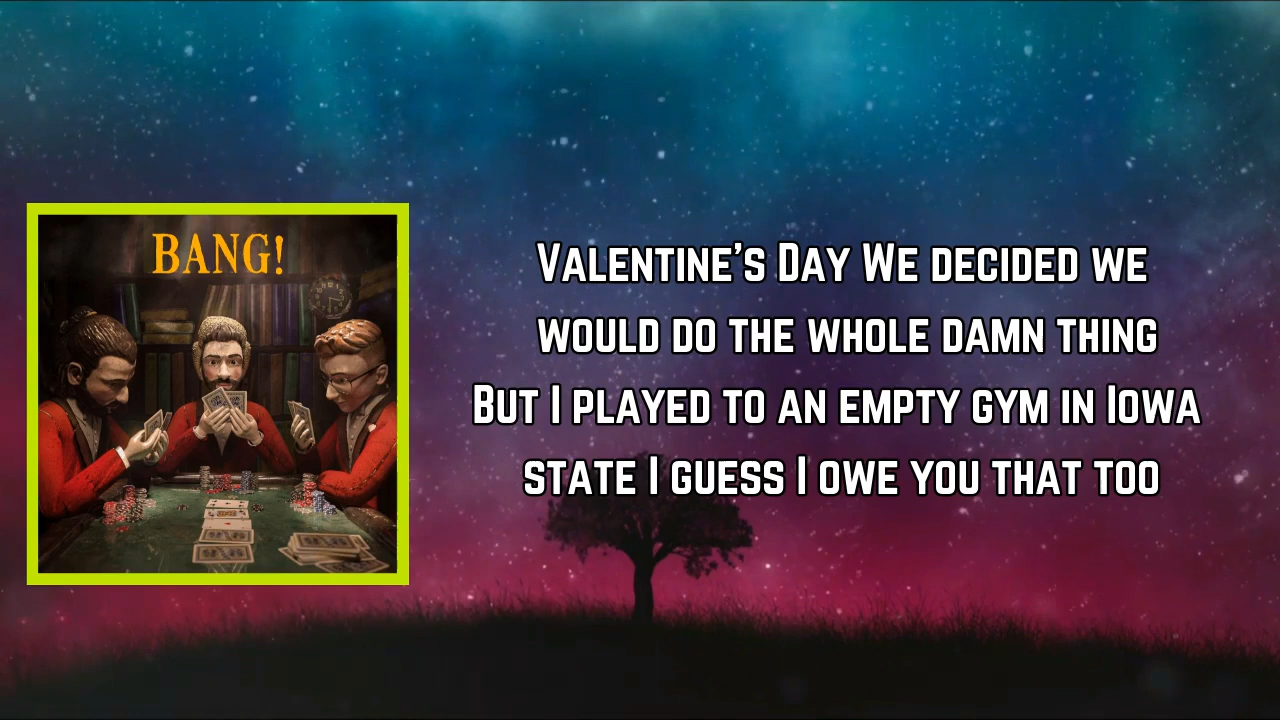 BANG!
Valentine's Day We decided we
would do the whole damn thing
But I played to an empty gym in Iowa
state I guess I owe you that too